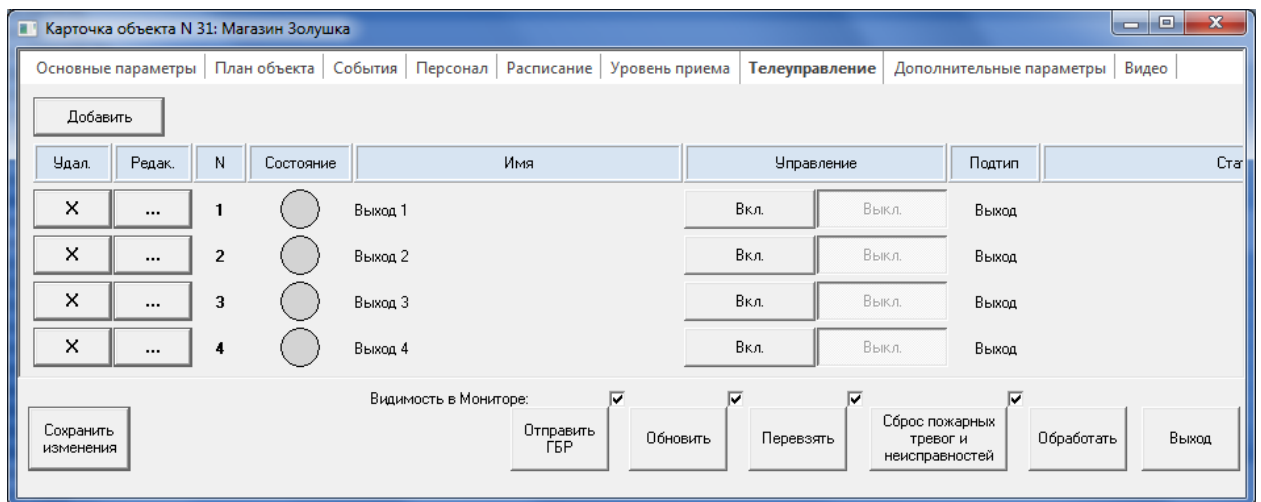 Карточка объекта N 31: Магазин Золушка
Основные параметры План объекта События Персонал Расписание Уровень приема Телеуправление Дополнительные параметры Видео
Добавить
Удал. Редак. N Состояние Имя Управление Подтип Ста
X ... 1 Выход 1 Вкл. Выкл. Выход
X ... 2 Выход 2 Вкл. Выкл. Выход
X ... 3 Выход 3 Вкл. Выкл. Выход
X ... 4 Выход 4 Вкл. Выкл. Выход
Видимость в Мониторе:
Сохранить
изменения
Отправить
ГБР
Обновить
Перевзять
Сброс пожарных
тревог и
неисправностей
Обработать
Выход